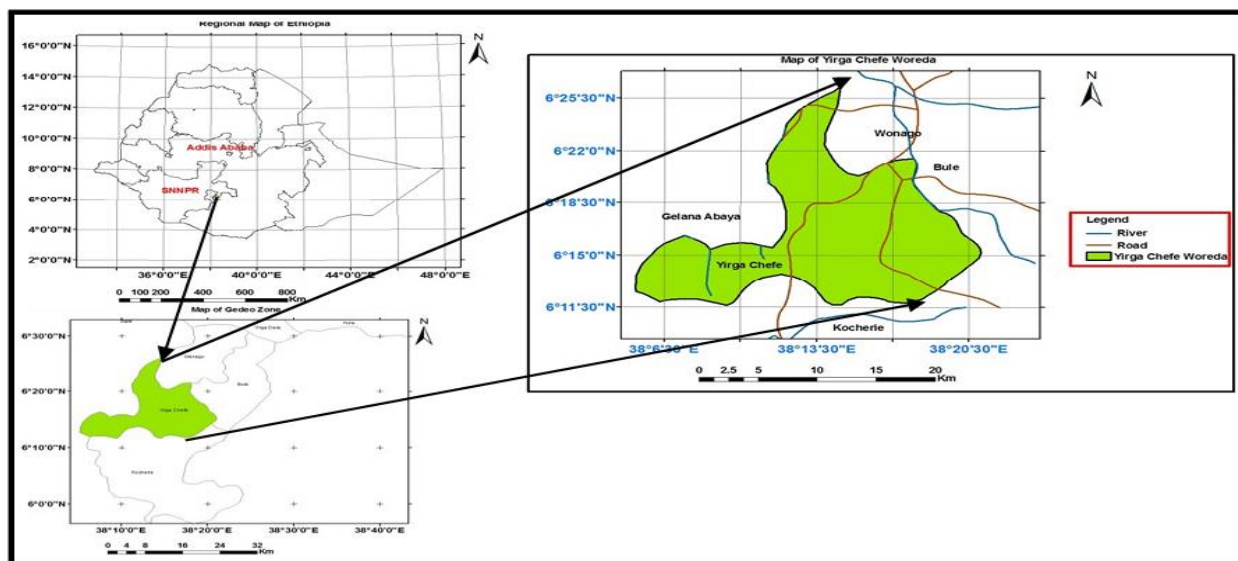 Regional Map of Ethiopia
N
16°0'0"N
14°0'0"N
12°0'0"N
10°0'0"N
8°0'0"N
6°0'0"N
4°0'0"N
2°0'0"N
Addis Ababa
SNNPR
36°0'0"E
40°0'0"E
44°0'0"E
48°0'0"E
0 100 200 400 600 800
Km
Map of Gedeo Zone
N
6°30'0"N
6°20'0"N
6°10'0"N
6°0'0"N
Wenago
Bule
Yirga Chefe
Kocherie
38°10'0"E
38°20'0"E
38°30'0"E
38°40'0"E
0 4 8 16 24 32
Km
Map of Yirga Chefe Woreda
N
6°25'30"N
6°22'0"N
6°18'30"N
6°15'0"N
6°11'30"N
Wonago
Bule
Gelana Abaya
Yirga Chefe
Kocherie
38°6'30"E
38°13'30"E
38°20'30"E
0 2.5 5 10 15 20
Km
Legend
River
Road
Yirga Chefe Woreda